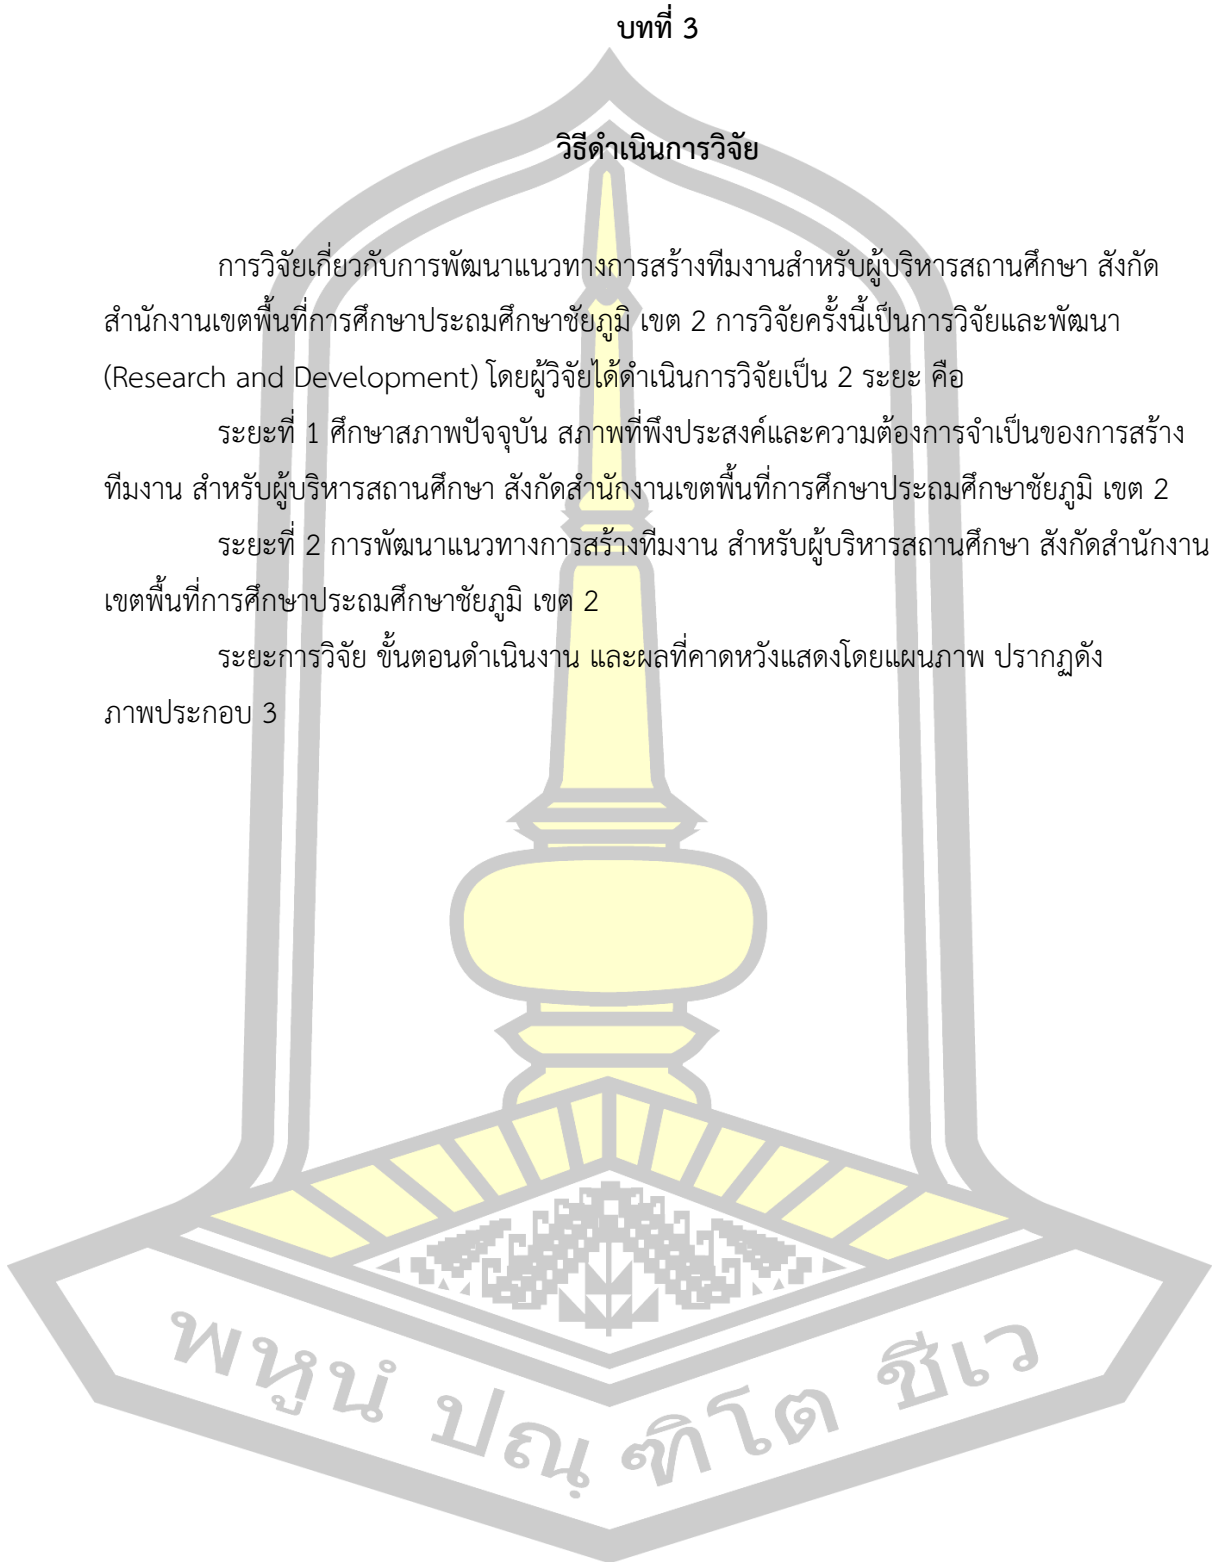 บทที่ 3
วิธีดำเนินการวิจัย
การวิจัยเกี่ยวกับการพัฒนาแนวทางการสร้างทีมงานสำหรับผู้บริหารสถานศึกษา สังกัด
สำนักงานเขตพื้นที่การศึกษาประถมศึกษาชัยภูมิ เขต 2 การวิจัยครั้งนี้เป็นการวิจัยและพัฒนา
(Research and Development) โดยผู้วิจัยได้ดำเนินการวิจัยเป็น 2 ระยะ คือ
ระยะที่ 1 ศึกษาสภาพปัจจุบัน สภาพที่พึงประสงค์และความต้องการจำเป็นของการสร้าง
ทีมงาน สำหรับผู้บริหารสถานศึกษา สังกัดสำนักงานเขตพื้นที่การศึกษาประถมศึกษาชัยภูมิ เขต 2
ระยะที่ 2 การพัฒนาแนวทางการสร้างทีมงาน สำหรับผู้บริหารสถานศึกษา สังกัดสำนักงาน
เขตพื้นที่การศึกษาประถมศึกษาชัยภูมิ เขต 2
ระยะการวิจัย ขั้นตอนดำเนินงาน และผลที่คาดหวังแสดงโดยแผนภาพ ปรากฏดัง
ภาพประกอบ 3
พหูนํ ปณฺฑิโต ชีเว